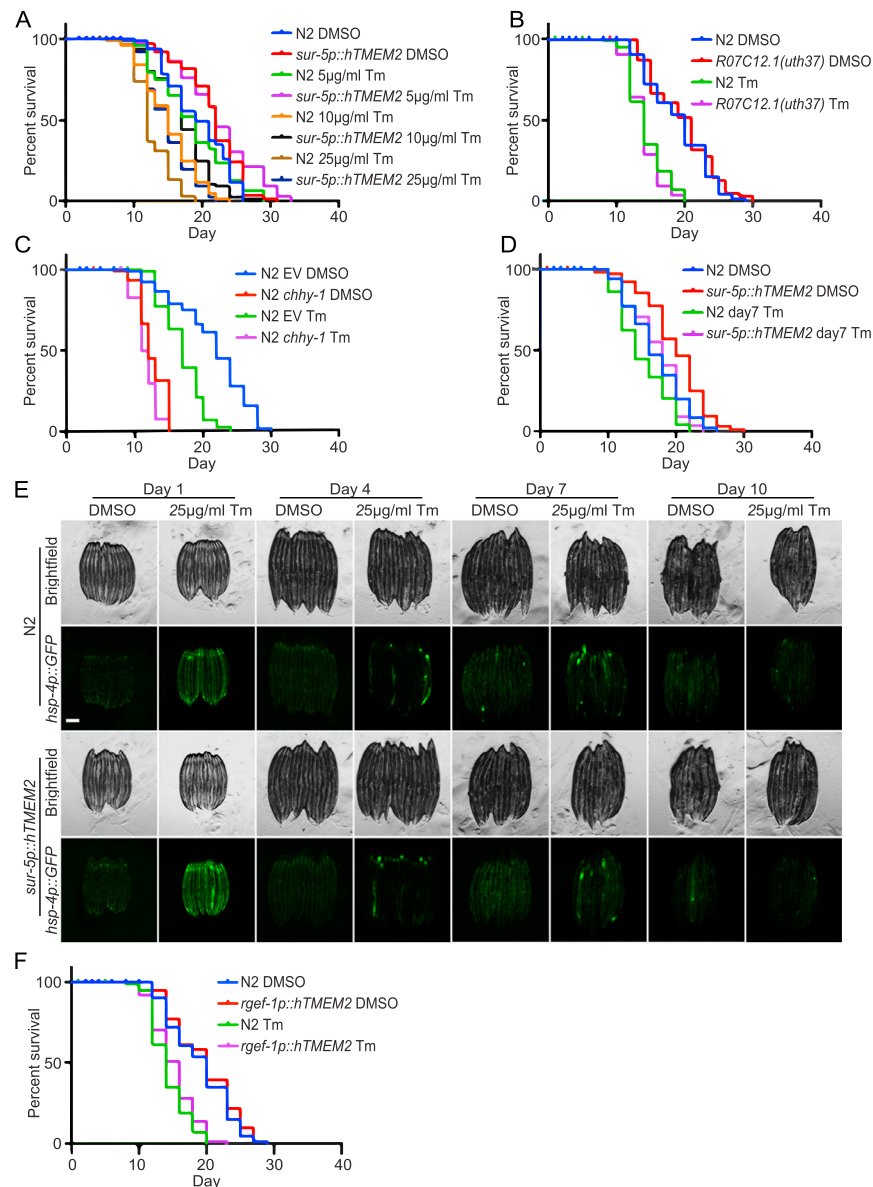 A
Percent survival
100
50
0
0 10 20 30 40
Day
N2 DMSO
sur-5p::hTMEM2 DMSO
N2 5µg/ml Tm
sur-5p::hTMEM2 5µg/ml Tm
N2 10µg/ml Tm
sur-5p::hTMEM2 10µg/ml Tm
N2 25µg/ml Tm
sur-5p::hTMEM2 25µg/ml Tm
B
Percent survival
100
50
0
0 10 20 30 40
Day
N2 DMSO
R07C12.1(uth37) DMSO
N2 Tm
R07C12.1(uth37) Tm
C
Percent survival
100
50
0
0 10 20 30 40
Day
N2 EV DMSO
N2 chhy-1 DMSO
N2 EV Tm
N2 chhy-1 Tm
D
Percent survival
100
50
0
0 10 20 30 40
Day
N2 DMSO
sur-5p::hTMEM2 DMSO
N2 day7 Tm
sur-5p::hTMEM2 day7 Tm
E
Day 1 Day 4 Day 7 Day 10
DMSO 25µg/ml Tm DMSO 25µg/ml Tm DMSO 25µg/ml Tm DMSO 25µg/ml Tm
N2
Brightfield
hsp-4p::GFP
sur-5p::hTMEM2
Brightfield
hsp-4p::GFP
F
Percent survival
100
50
0
0 10 20 30 40
Day
N2 DMSO
rgef-1p::hTMEM2 DMSO
N2 Tm
rgef-1p::hTMEM2 Tm